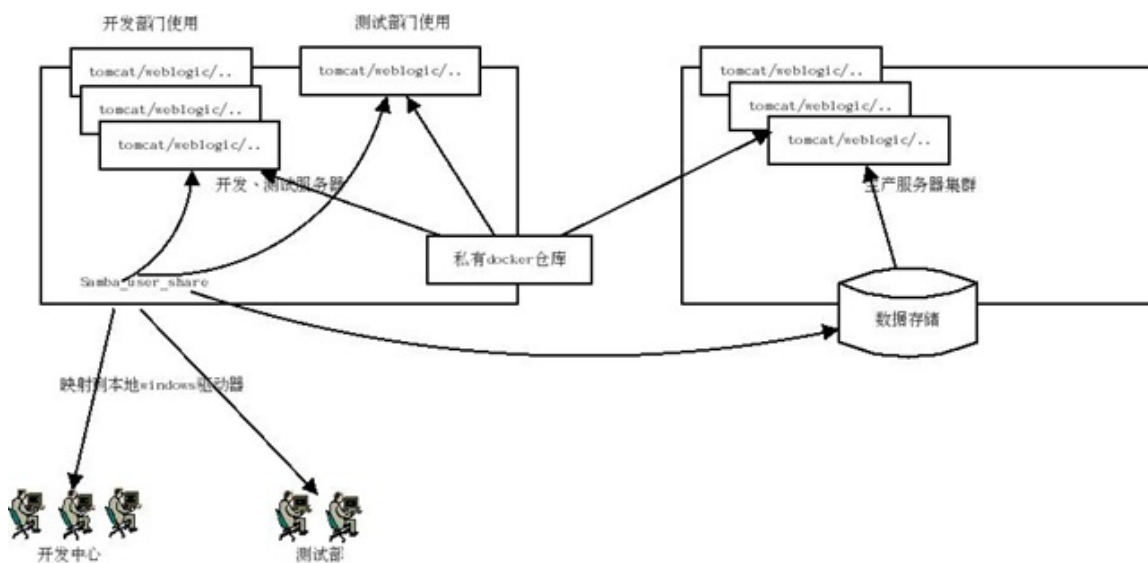 开发部门使用
测试部门使用
tomcat/weblogic/..
tomcat/weblogic/..
tomcat/weblogic/..
tomcat/weblogic/..
tomcat/weblogic/..
tomcat/weblogic/..
tomcat/weblogic/..
开发、测试服务器
生产服务器集群
私有docker仓库
Samba_user_share
数据存储
映射到本地windows驱动器
开发中心
测试部